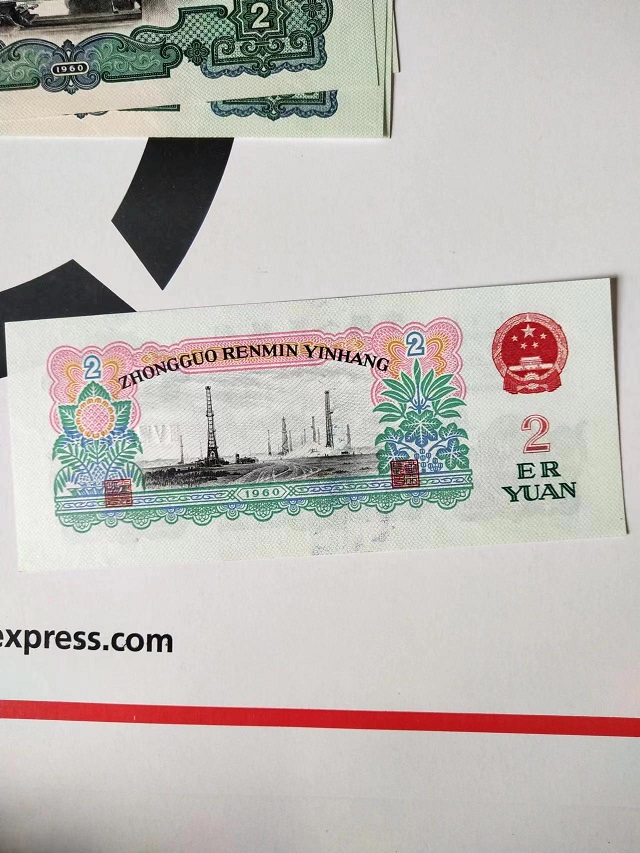 2
1960
2
ZHONGGUO RENMIN YINHANG
2
2
ER
YUAN
1960
express.com